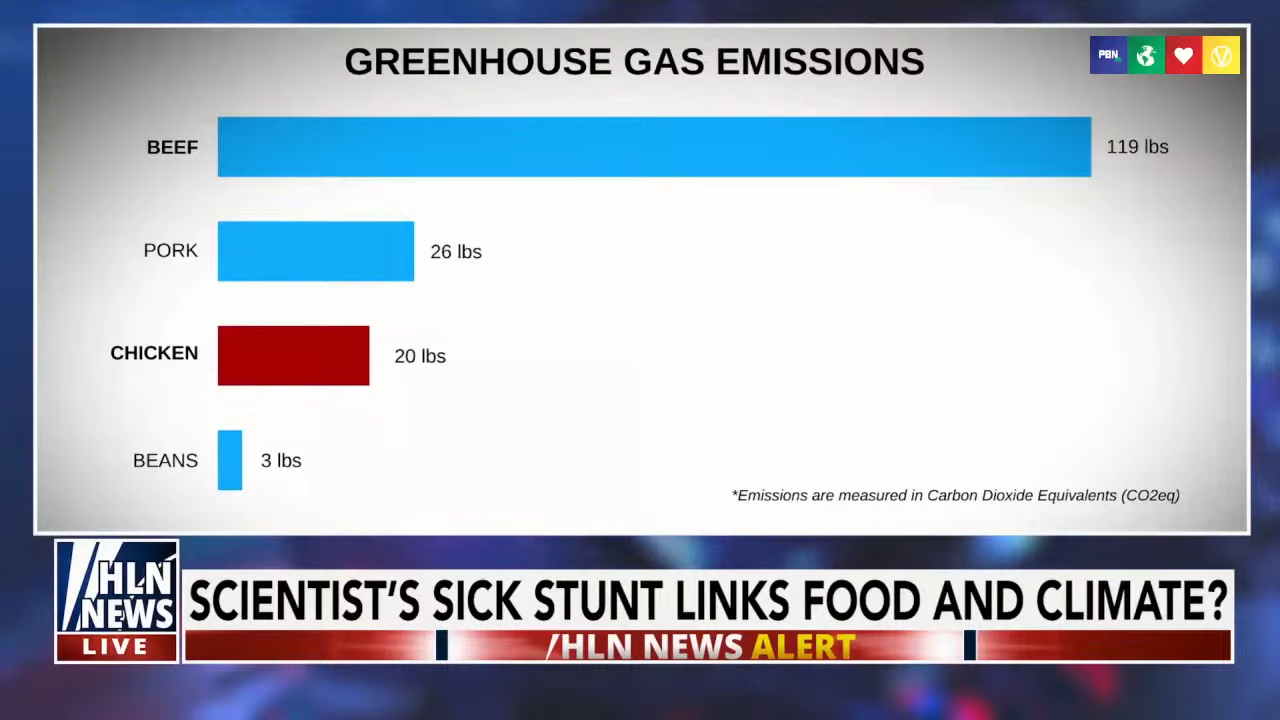 GREENHOUSE GAS EMISSIONS
PBN
BEEF 119 lbs
PORK 26 lbs
CHICKEN 20 lbs
BEANS 3 lbs
*Emissions are measured in Carbon Dioxide Equivalents (CO2eq)
/HLN
NEWS
LIVE
SCIENTIST'S SICK STUNT LINKS FOOD AND CLIMATE?
/HLN NEWS ALERT